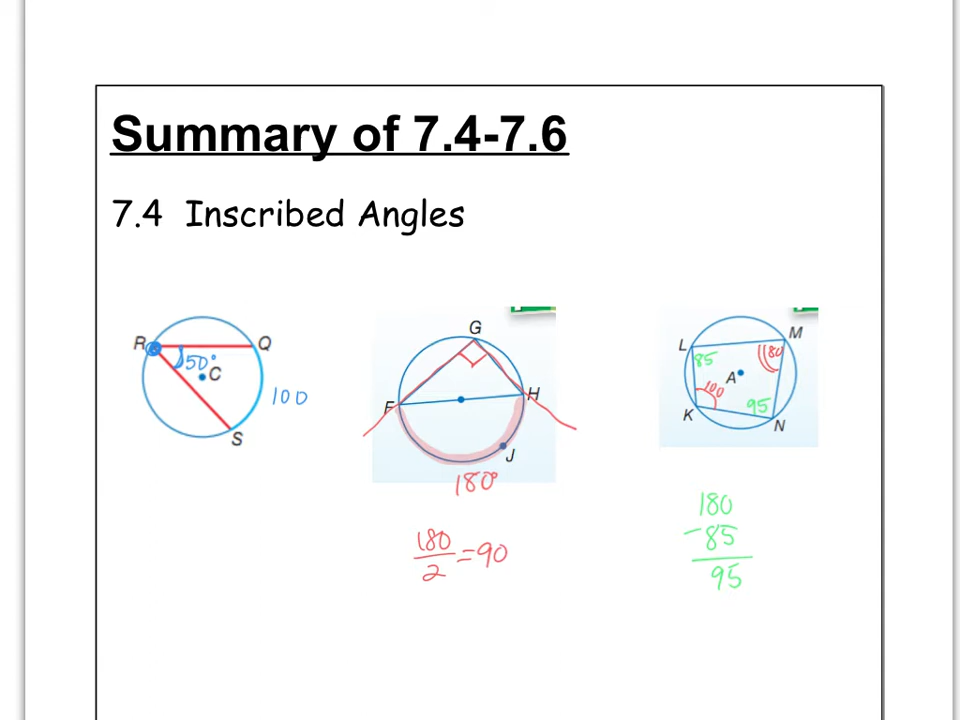 Summary of 7.4-7.6
7.4 Inscribed Angles
R
Q
50°
C
100
S
G
F
H
J
180°
180
2
=90
L
M
85
80
A
100
K
95
N
180
-85
95